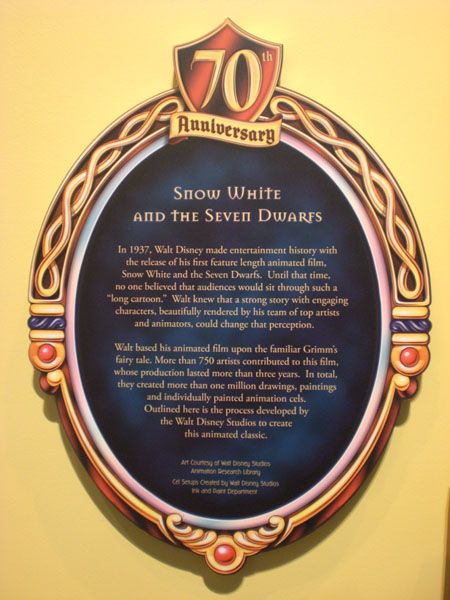 70th
Anniversary
Snow White
and the Seven Dwarfs
In 1937, Walt Disney made entertainment history with
the release of his first feature length animated film,
Snow White and the Seven Dwarfs. Until that time,
no one believed that audiences would sit through such a
"long cartoon." Walt knew that a strong story with engaging
characters, beautifully rendered by his team of top artists
and animators, could change that perception.
Walt based his animated film upon the familiar Grimm's
fairy tale. More than 750 artists contributed to this film,
whose production lasted more than three years. In total,
they created more than one million drawings, paintings
and individually painted animation cels.
Outlined here is the process developed by
the Walt Disney Studios to create
this animated classic.
Art Courtesy of Walt Disney Studios
Animation Research Library
Cel Setups Created by Walt Disney Studios
Ink and Paint Department